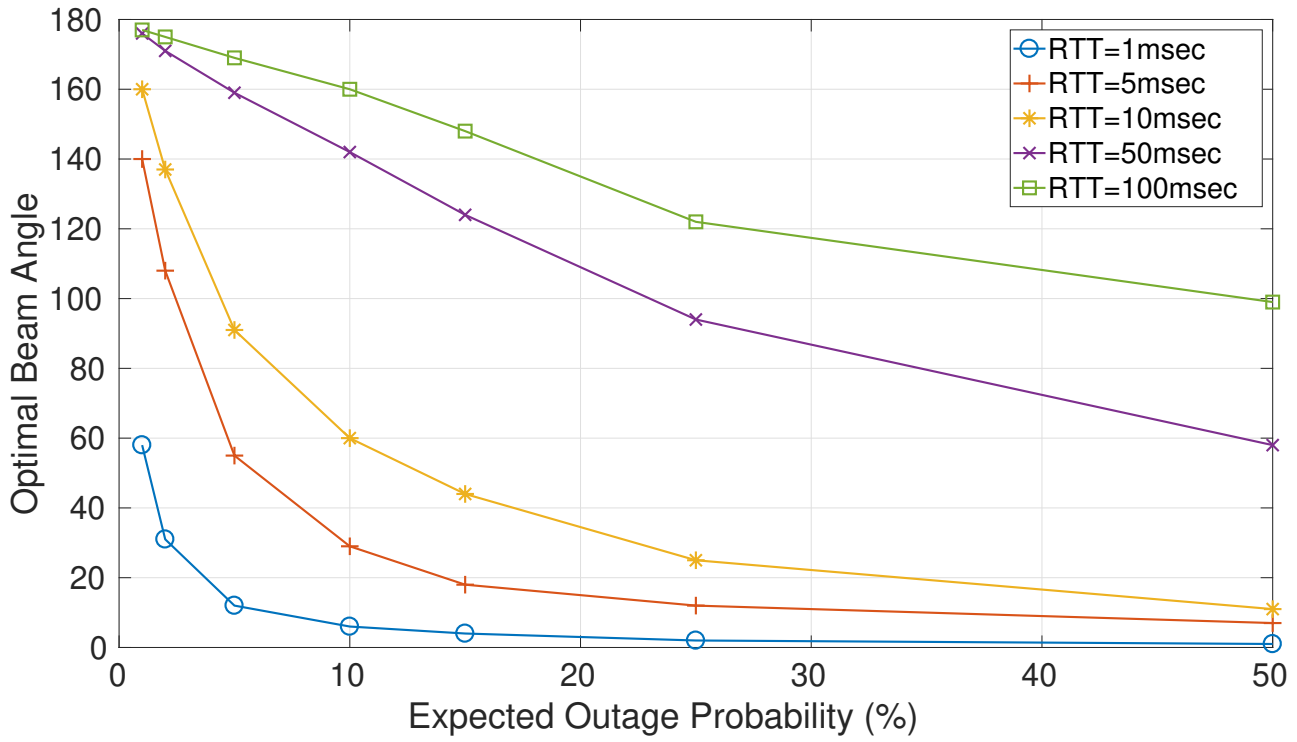 180
160
140
120
100
80
60
40
20
0
Optimal Beam Angle
RTT=1msec
RTT=5msec
RTT=10msec
RTT=50msec
RTT=100msec
0 10 20 30 40 50
Expected Outage Probability (%)